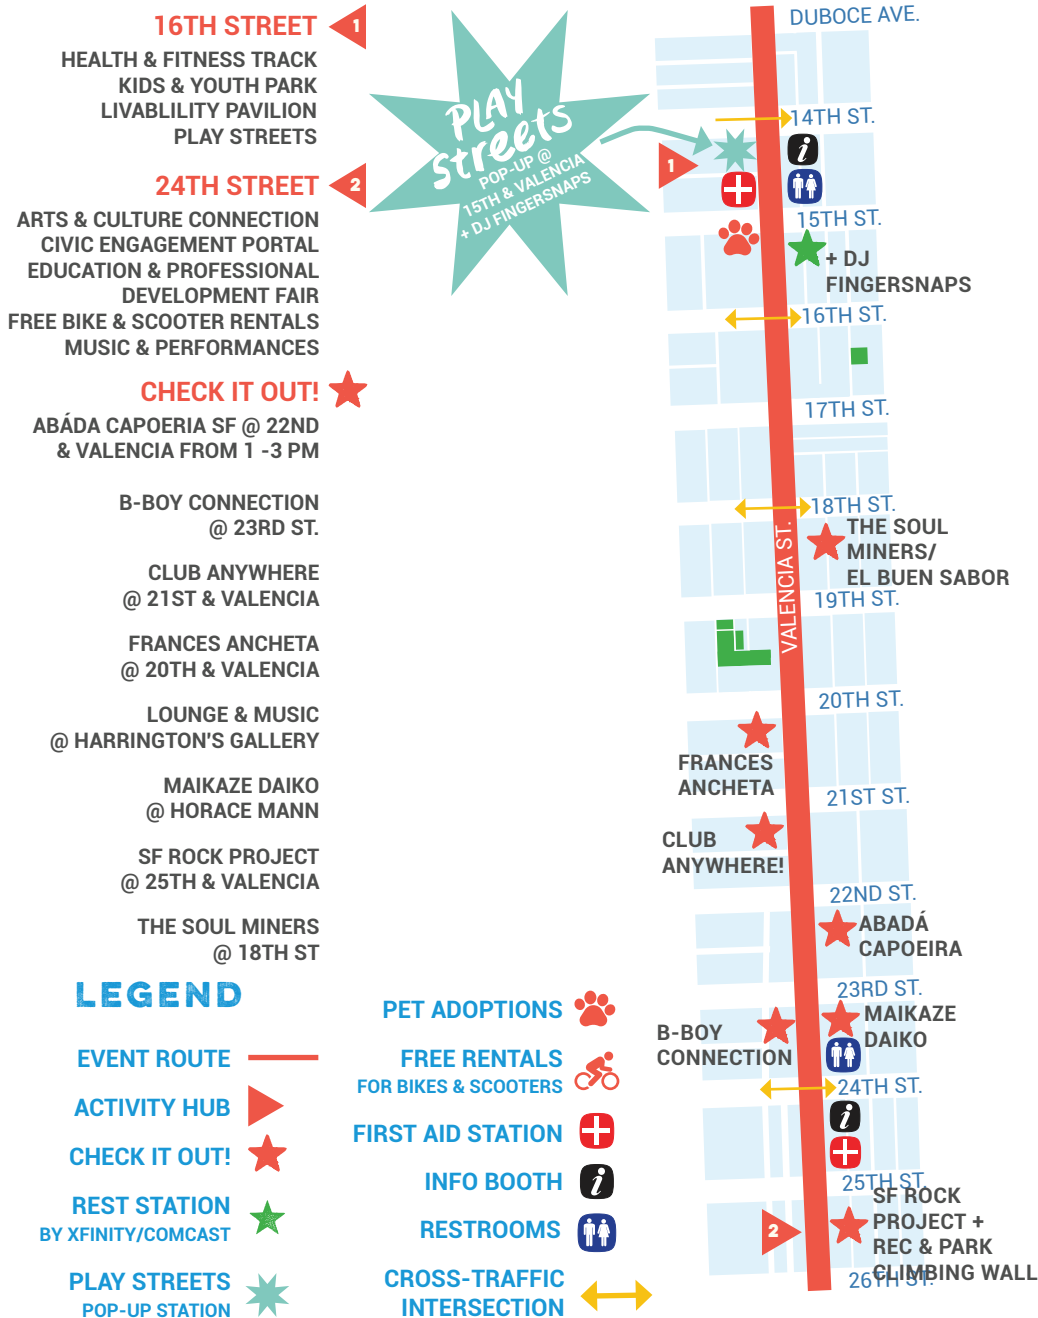 16TH STREET
1
HEALTH & FITNESS TRACK
KIDS & YOUTH PARK
LIVABLILITY PAVILION
PLAY STREETS
24TH STREET
2
ARTS & CULTURE CONNECTION
CIVIC ENGAGEMENT PORTAL
EDUCATION & PROFESSIONAL
DEVELOPMENT FAIR
FREE BIKE & SCOOTER RENTALS
MUSIC & PERFORMANCES
CHECK IT OUT!
ABÁDA CAPOERIA SF @ 22ND
& VALENCIA FROM 1 -3 PM
B-BOY CONNECTION
@ 23RD ST.
CLUB ANYWHERE
@ 21ST & VALENCIA
FRANCES ANCHETA
@ 20TH & VALENCIA
LOUNGE & MUSIC
@ HARRINGTON'S GALLERY
MAIKAZE DAIKO
@ HORACE MANN
SF ROCK PROJECT
@ 25TH & VALENCIA
THE SOUL MINERS
@ 18TH ST
PLAY
Streets
POP-UP @
15TH & VALENCIA
+ DJ FINGERSNAPS
DUBOCE AVE.
14TH ST.
i
1
15TH ST.
+ DJ
FINGERSNAPS
16TH ST.
17TH ST.
18TH ST.
THE SOUL
MINERS/
EL BUEN SABOR
VALENCIA ST.
19TH ST.
20TH ST.
FRANCES
ANCHETA
21ST ST.
CLUB
ANYWHERE!
22ND ST.
ABADÁ
CAPOEIRA
23RD ST.
MAIKAZE
DAIKO
B-BOY
CONNECTION
24TH ST.
i
25TH ST.
SF ROCK
PROJECT +
REC & PARK
CLIMBING WALL
2
26TH ST.
LEGEND
EVENT ROUTE
ACTIVITY HUB
CHECK IT OUT!
REST STATION
BY XFINITY/COMCAST
PLAY STREETS
POP-UP STATION
PET ADOPTIONS
FREE RENTALS
FOR BIKES & SCOOTERS
FIRST AID STATION
INFO BOOTH
i
RESTROOMS
CROSS-TRAFFIC
INTERSECTION